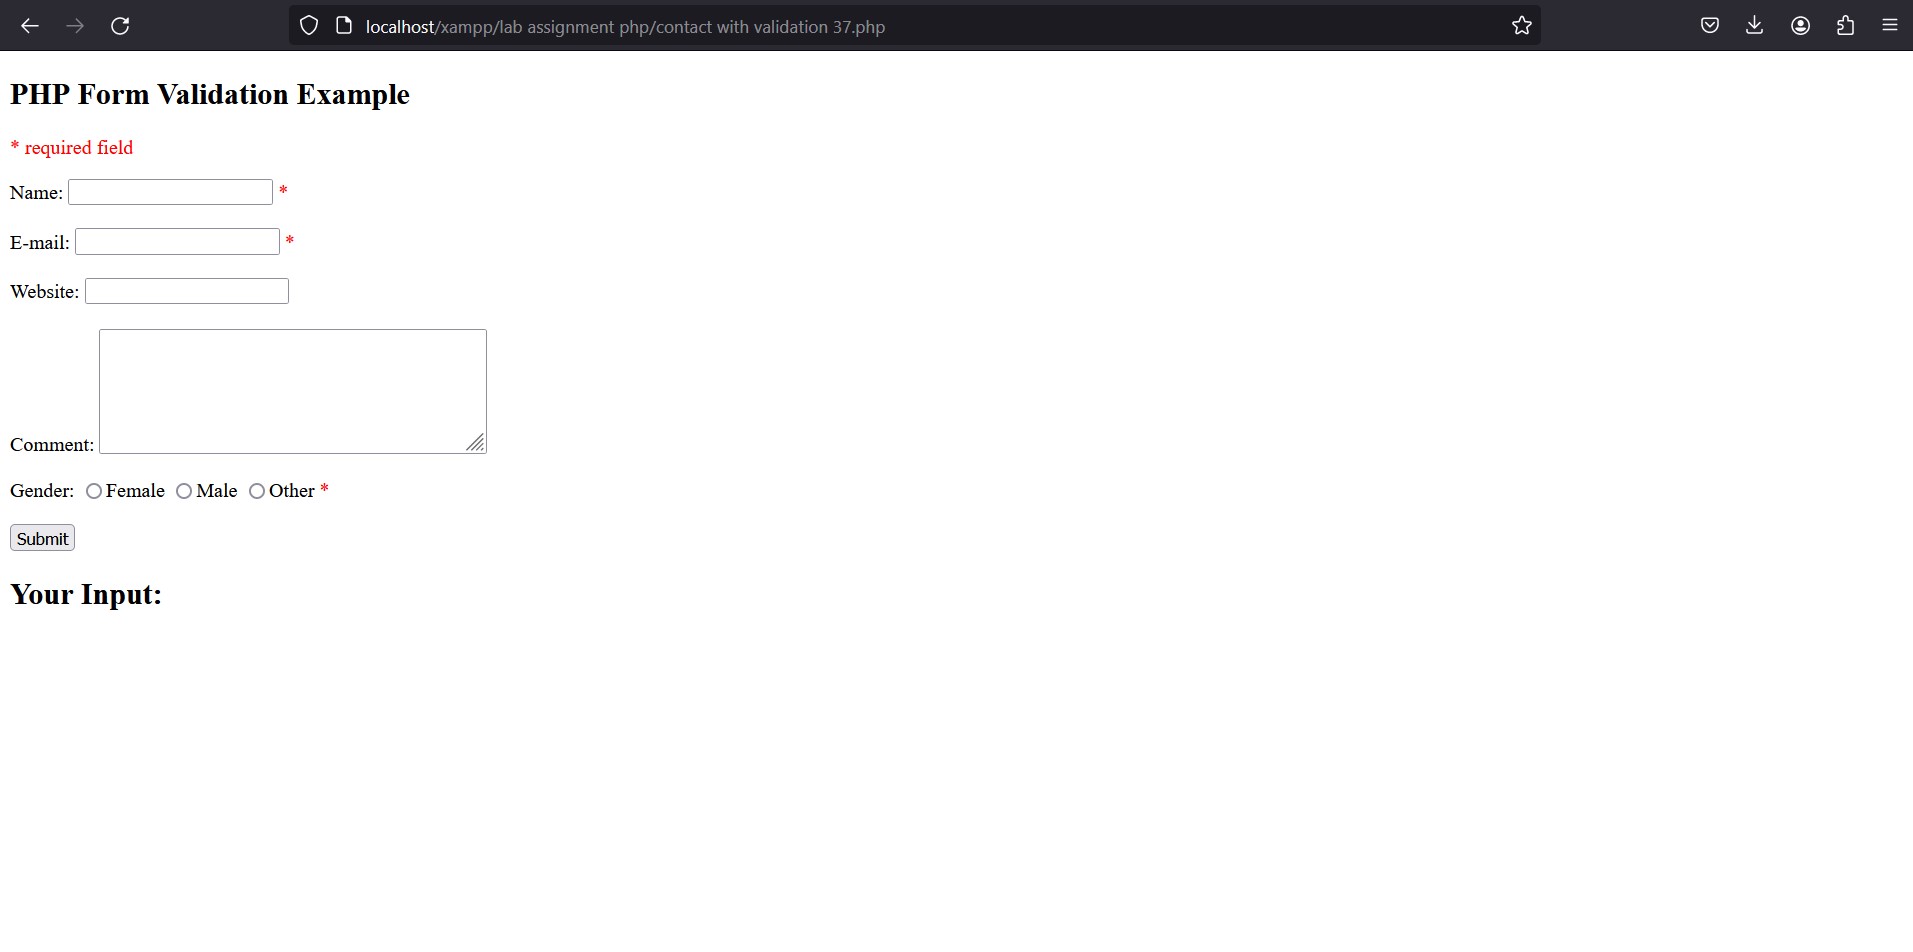 localhost/xampp/lab assignment php/contact with validation 37.php
PHP Form Validation Example
* required field
Name: *
E-mail: *
Website:
Comment:
Gender: Female Male Other *
Submit
Your Input: